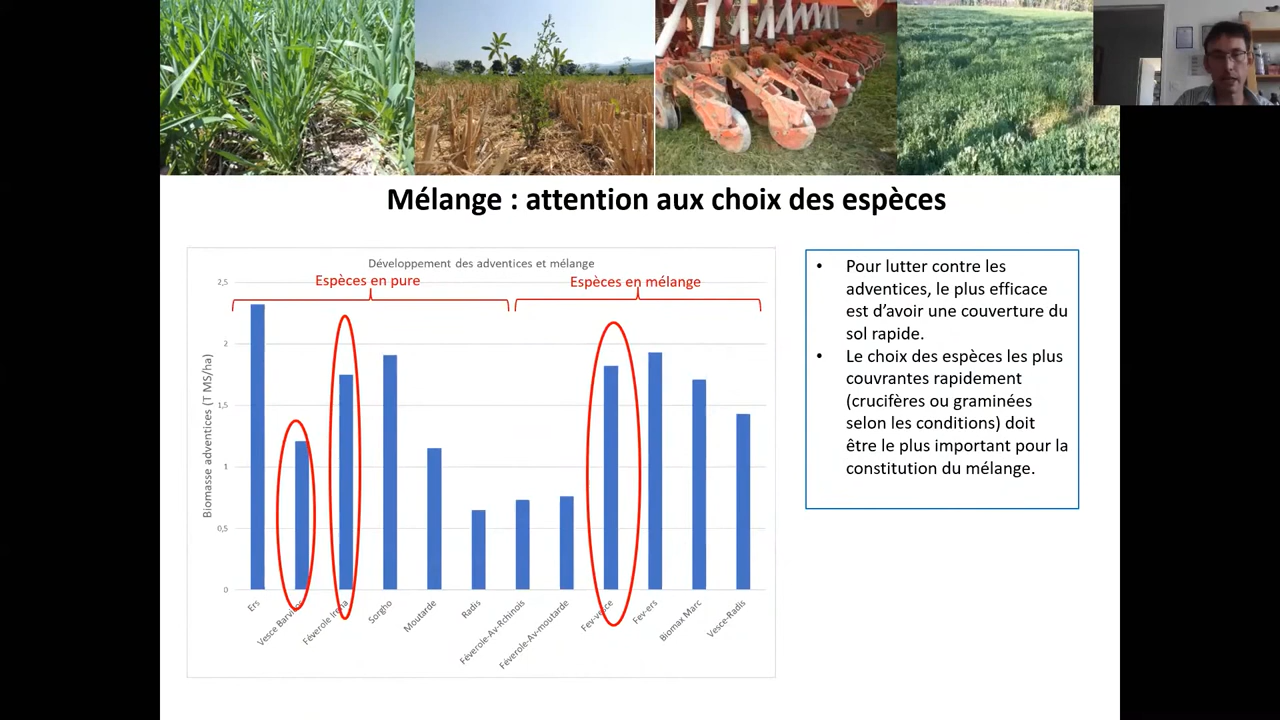 Mélange : attention aux choix des espèces
Développement des adventices et mélange
Espèces en pure
Espèces en mélange
Biomasse adventices (T MS/ha)
2,5
2
1,5
1
0,5
0
Ers
Vesce Barvicos
Féverole Irena
Sorgho
Moutarde
Radis
Féverole-Av-Rchinois
Féverole-Av-moutarde
Fev-vesce
Fev-ers
Biomax Marc
Vesce-Radis
• Pour lutter contre les
adventices, le plus efficace
est d'avoir une couverture du
sol rapide.
• Le choix des espèces les plus
couvrantes rapidement
(crucifères ou graminées
selon les conditions) doit
être le plus important pour la
constitution du mélange.